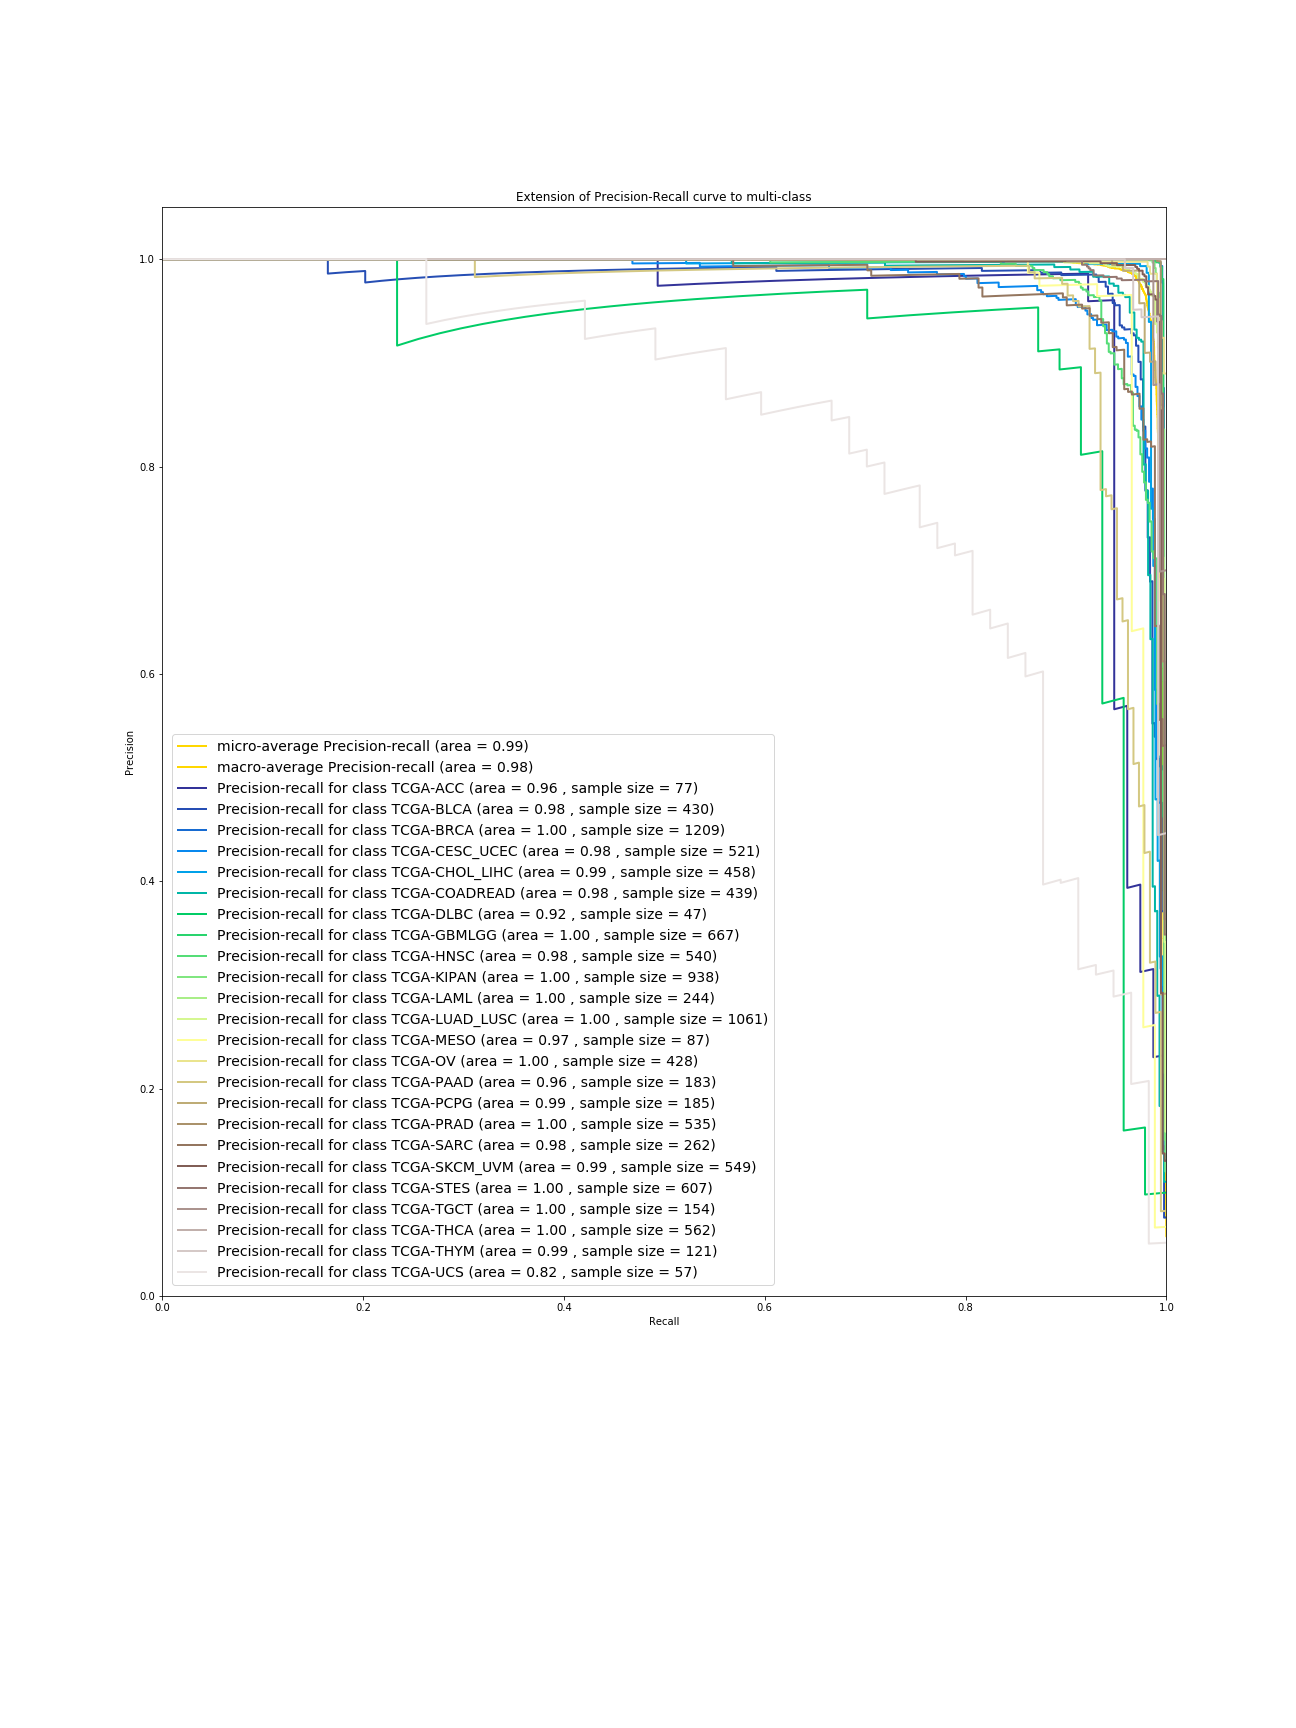 Extension of Precision-Recall curve to multi-class
1.0
0.8
0.6
0.4
0.2
0.0
Precision
micro-average Precision-recall (area = 0.99)
macro-average Precision-recall (area = 0.98)
Precision-recall for class TCGA-ACC (area = 0.96 , sample size = 77)
Precision-recall for class TCGA-BLCA (area = 0.98 , sample size = 430)
Precision-recall for class TCGA-BRCA (area = 1.00 , sample size = 1209)
Precision-recall for class TCGA-CESC_UCEC (area = 0.98 , sample size = 521)
Precision-recall for class TCGA-CHOL_LIHC (area = 0.99 , sample size = 458)
Precision-recall for class TCGA-COADREAD (area = 0.98 , sample size = 439)
Precision-recall for class TCGA-DLBC (area = 0.92 , sample size = 47)
Precision-recall for class TCGA-GBMLGG (area = 1.00 , sample size = 667)
Precision-recall for class TCGA-HNSC (area = 0.98 , sample size = 540)
Precision-recall for class TCGA-KIPAN (area = 1.00 , sample size = 938)
Precision-recall for class TCGA-LAML (area = 1.00 , sample size = 244)
Precision-recall for class TCGA-LUAD_LUSC (area = 1.00 , sample size = 1061)
Precision-recall for class TCGA-MESO (area = 0.97 , sample size = 87)
Precision-recall for class TCGA-OV (area = 1.00 , sample size = 428)
Precision-recall for class TCGA-PAAD (area = 0.96 , sample size = 183)
Precision-recall for class TCGA-PCPG (area = 0.99 , sample size = 185)
Precision-recall for class TCGA-PRAD (area = 1.00 , sample size = 535)
Precision-recall for class TCGA-SARC (area = 0.98 , sample size = 262)
Precision-recall for class TCGA-SKCM_UVM (area = 0.99 , sample size = 549)
Precision-recall for class TCGA-STES (area = 1.00 , sample size = 607)
Precision-recall for class TCGA-TGCT (area = 1.00 , sample size = 154)
Precision-recall for class TCGA-THCA (area = 1.00 , sample size = 562)
Precision-recall for class TCGA-THYM (area = 0.99 , sample size = 121)
Precision-recall for class TCGA-UCS (area = 0.82 , sample size = 57)
0.0 0.2 0.4 0.6 0.8 1.0
Recall